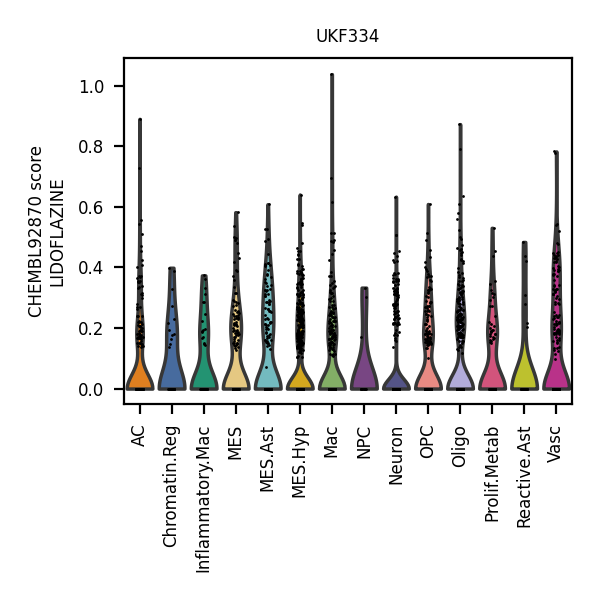 UKF334
CHEMBL92870 score
LIDOFLAZINE
1.0
0.8
0.6
0.4
0.2
0.0
AC
Chromatin.Reg
Inflammatory.Mac
MES
MES.Ast
MES.Hyp
Mac
NPC
Neuron
OPC
Oligo
Prolif.Metab
Reactive.Ast
Vasc